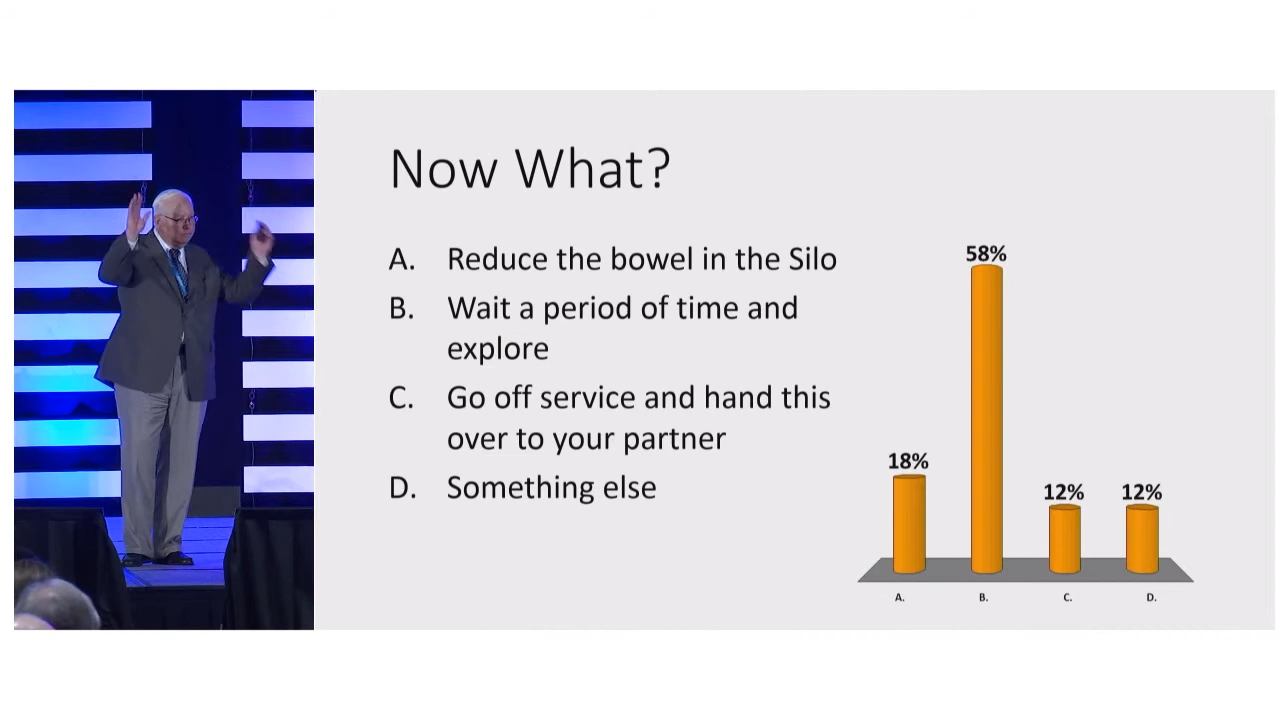 Now What?
A. Reduce the bowel in the Silo
B. Wait a period of time and
explore
C. Go off service and hand this
over to your partner
D. Something else
58%
18%
12% 12%
A. B. C. D.